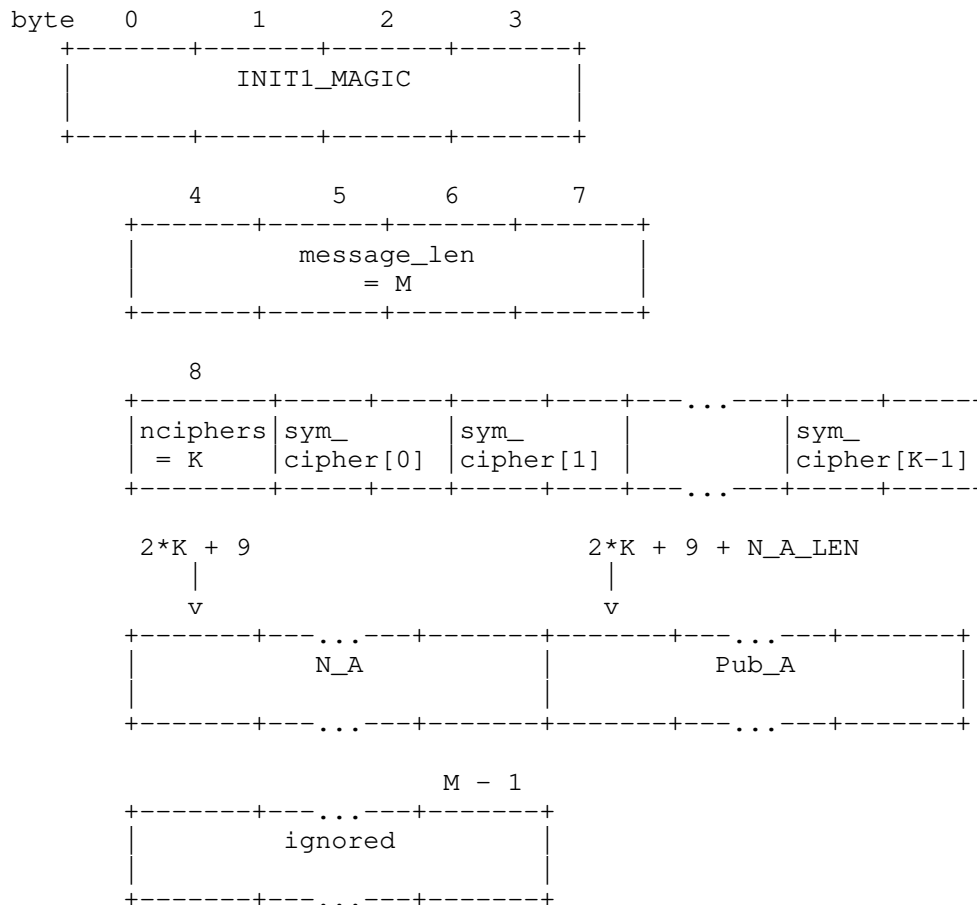 byte 0 1 2 3
+-------+-------+-------+-------+
| INIT1_MAGIC |
| |
+-------+-------+-------+-------+
4 5 6 7
+-------+-------+-------+-------+
| message_len |
| = M |
+-------+-------+-------+-------+
8
+--------+-----+----+-----+----+---...---+-----+------
|nciphers|sym_ |sym_ | |sym_
| = K |cipher[0] |cipher[1] | |cipher[K-1]
+--------+-----+----+-----+----+---...---+-----+------
2*K + 9 2*K + 9 + N_A_LEN
| |
v v
+-------+---...---+-------+-------+---...---+-------+
| N_A | Pub_A |
| | |
+-------+---...---+-------+-------+---...---+-------+
M - 1
+-------+---...---+-------+
| ignored |
| |
+-------+---...---+-------+